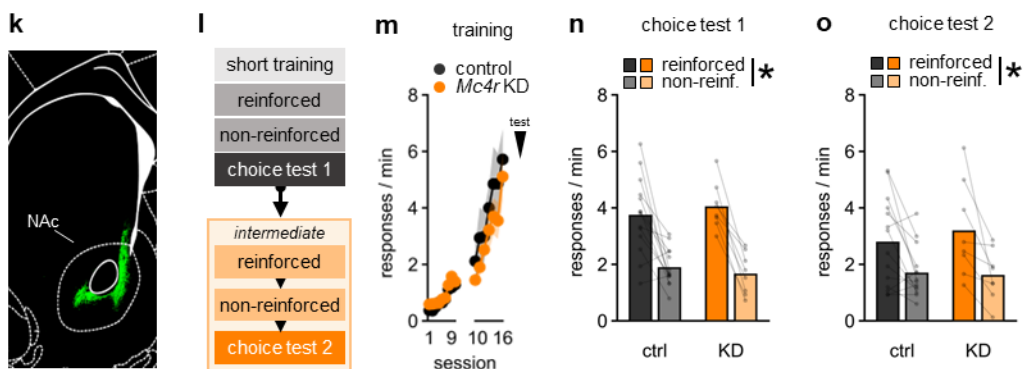 k
NAc
l
short training
reinforced
non-reinforced
choice test 1
intermediate
reinforced
non-reinforced
choice test 2
m
training
control
Mc4r KD
test
responses / min
8
6
4
2
0
1 9 10 16
session
n
choice test 1
reinforced
non-reinf.
*
responses / min
8
6
4
2
0
ctrl KD
o
choice test 2
reinforced
non-reinf.
*
responses / min
8
6
4
2
0
ctrl KD